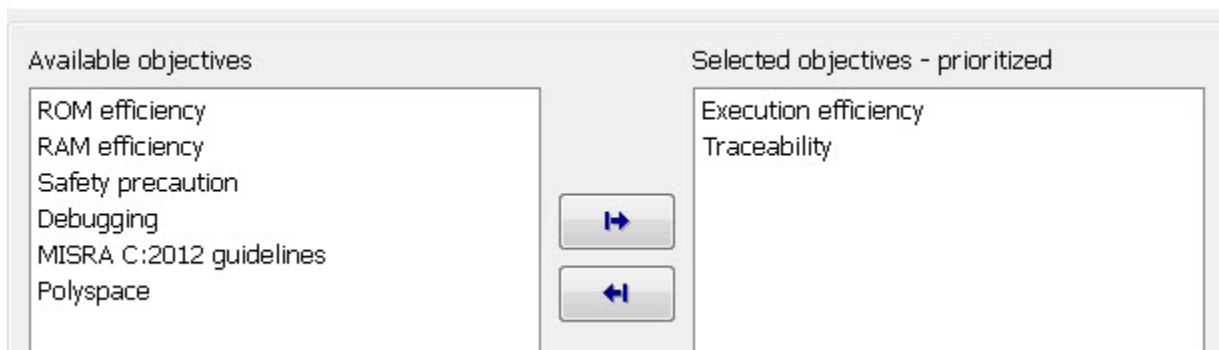 Available objectives
ROM efficiency
RAM efficiency
Safety precaution
Debugging
MISRA C:2012 guidelines
Polyspace
Selected objectives - prioritized
Execution efficiency
Traceability